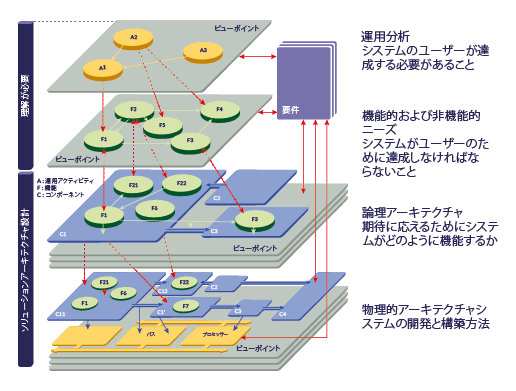 理解が必要
ソリューションアーキテクチャ設計
ビューポイント
A2
A3
A1
要件
運用分析
システムのユーザーが達
成する必要があること
F2
F4
F5
F1
F3
ビューポイント
機能的および非機能的
ニーズ
システムがユーザーのた
めに達成しなければな
らないこと
A : 運用アクティビティ
F : 機能
C : コンポーネント
F21
F22
C2
F1
F6
F3
C1
C3
ビューポイント
論理アーキテクチャ
期待に応えるためにシステ
ムがどのように機能するか
F21
F22
F6
C12
C2
F1
F7
C11
C1'
C3
C4
バス
プロセッサー
ビューポイント
物理的アーキテクチャシ
ステムの開発と構築方法